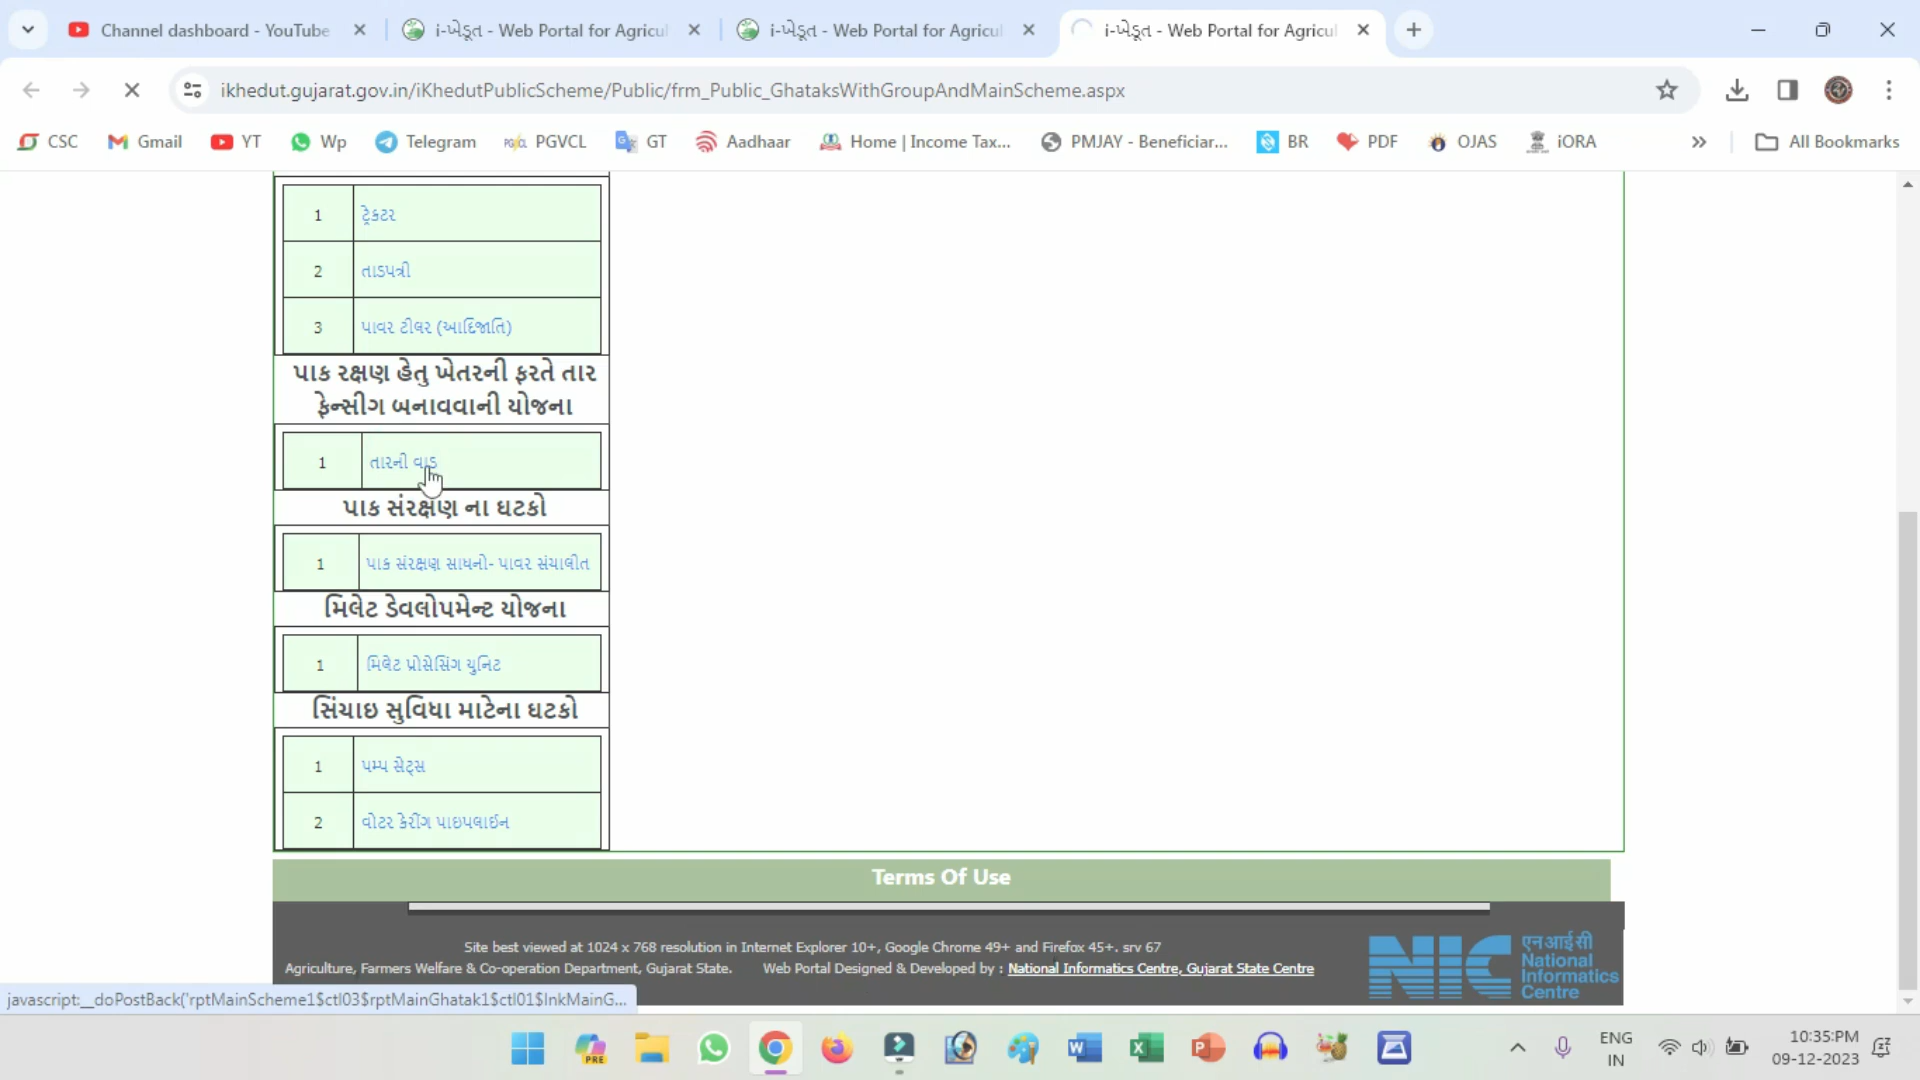 Channel dashboard - YouTube
i-ખેડૂત - Web Portal for Agricul
i-ખેડૂત - Web Portal for Agricul
i-ખેડૂત - Web Portal for Agricul
ikhedut.gujarat.gov.in/iKhedutPublicScheme/Public/frm_Public_GhataksWithGroupAndMainScheme.aspx
CSC Gmail YT Wp Telegram PGVCL GT Aadhaar Home | Income Tax... PMJAY - Beneficiar... BR PDF OJAS iORA » All Bookmarks
1 ટ્રેકટર
2 તાડપત્રી
3 પાવર ટીલર (આદિજાતિ)
પાક રક્ષણ હેતુ ખેતરની ફરતે તાર
ફેન્સીગ બનાવવાની યોજના
1 તારની વાડ
પાક સંરક્ષણ ના ઘટકો
1 પાક સંરક્ષણ સાધનો- પાવર સંચાલીત
મિલેટ ડેવલોપમેન્ટ યોજના
1 મિલેટ પ્રોસેસિંગ યુનિટ
સિંચાઇ સુવિધા માટેના ઘટકો
1 પમ્પ સેટ્સ
2 વોટર કેરીંગ પાઇપલાઈન
Terms Of Use
Site best viewed at 1024 x 768 resolution in Internet Explorer 10+, Google Chrome 49+ and Firefox 45+. srv 67
Agriculture, Farmers Welfare & Co-operation Department, Gujarat State. Web Portal Designed & Developed by : National Informatics Centre, Gujarat State Centre
NIC
एन आई सी
National
Informatics
Centre
javascript:__doPostBack('rptMainScheme1$ctl03$rptMainGhatak1$ctl01$lnkMainG...
PRE
ENG
IN
10:35:PM
09-12-2023